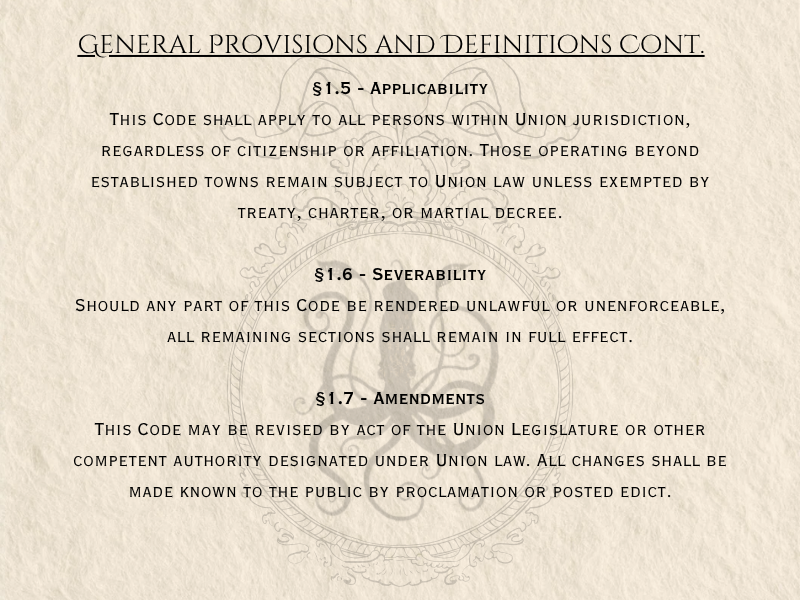 General Provisions and Definitions Cont.
§1.5 - Applicability
This Code shall apply to all persons within Union jurisdiction,
regardless of citizenship or affiliation. Those operating beyond
established towns remain subject to Union law unless exempted by
treaty, charter, or martial decree.
§1.6 - Severability
Should any part of this Code be rendered unlawful or unenforceable,
all remaining sections shall remain in full effect.
§1.7 - Amendments
This Code may be revised by act of the Union Legislature or other
competent authority designated under Union law. All changes shall be
made known to the public by proclamation or posted edict.